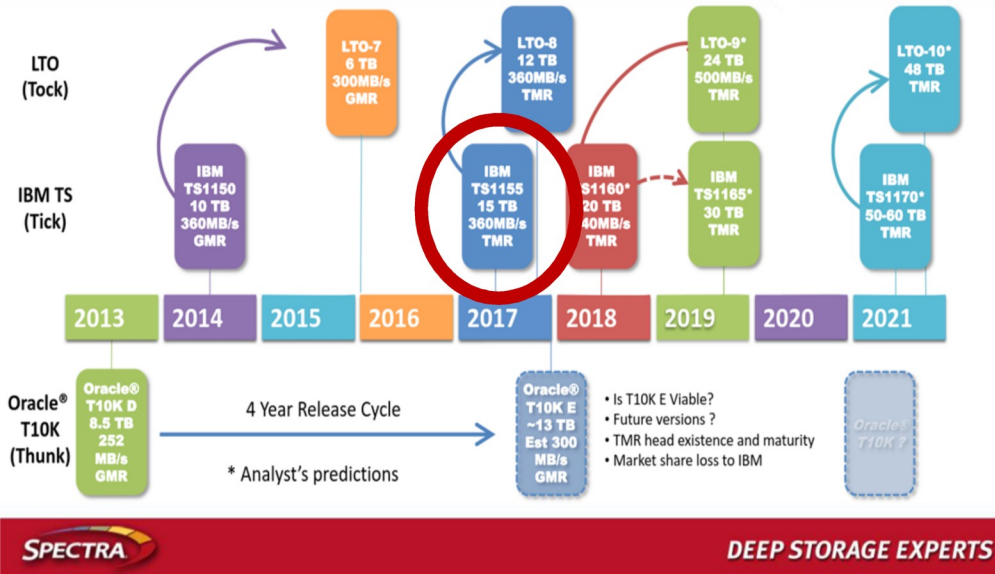 LTO
(Tock)
LTO-7
6 TB
300MB/s
GMR
LTO-8
12 TB
360MB/s
TMR
LTO-9*
24 TB
500MB/s
TMR
LTO-10*
48 TB
TMR
IBM TS
(Tick)
IBM
TS1150
10 TB
360MB/s
GMR
IBM
TS1155
15 TB
360MB/s
TMR
IBM
S1160*
20 TB
40MB/s
TMR
IBM
TS1165*
30 TB
TMR
IBM
TS1170*
50-60 TB
TMR
2013
2014
2015
2016
2017
2018
2019
2020
2021
Oracle®
T10K
(Thunk)
Oracle®
T10K D
8.5 TB
252
MB/s
GMR
4 Year Release Cycle
* Analyst's predictions
Oracle®
T10K E
~13 TB
Est 300
MB/s
GMR
• Is T10K E Viable?
• Future versions ?
• TMR head existence and maturity
• Market share loss to IBM
Oracle®
T10K ?
SPECTRA
DEEP STORAGE EXPERTS